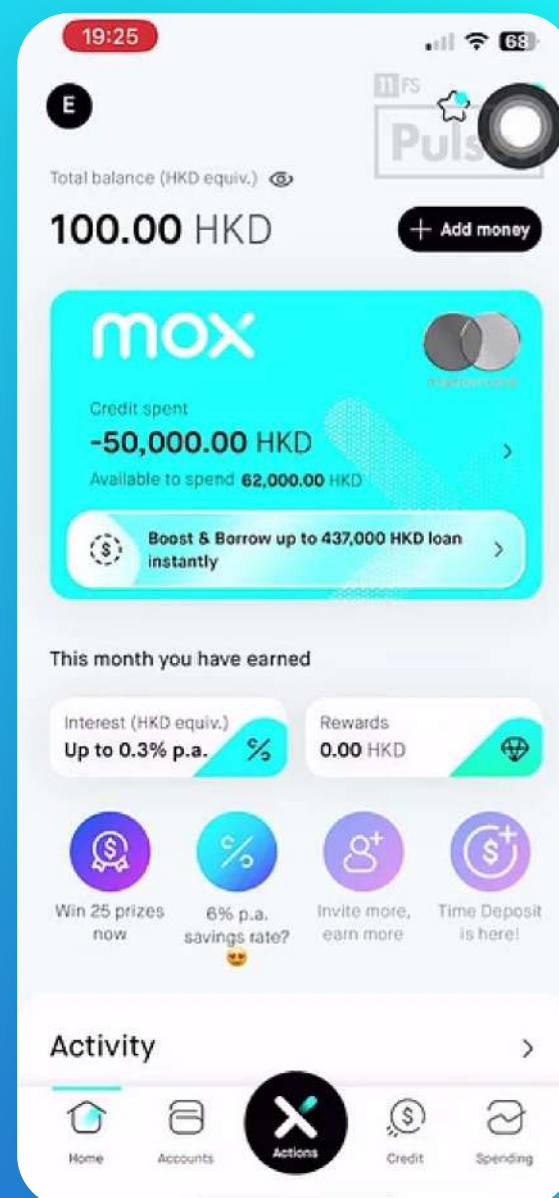 19:25
68
E
11 FS
Puls
Total balance (HKD equiv.)
100.00 HKD
+ Add money
mox
mastercard
Credit spent
-50,000.00 HKD
Available to spend 62,000.00 HKD
Boost & Borrow up to 437,000 HKD loan
instantly
This month you have earned
Interest (HKD equiv.)
Up to 0.3% p.a.
Rewards
0.00 HKD
Win 25 prizes
now
6% p.a.
savings rate?
😍
Invite more,
earn more
Time Deposit
is here!
Activity
Home
Accounts
Actions
Credit
Spending